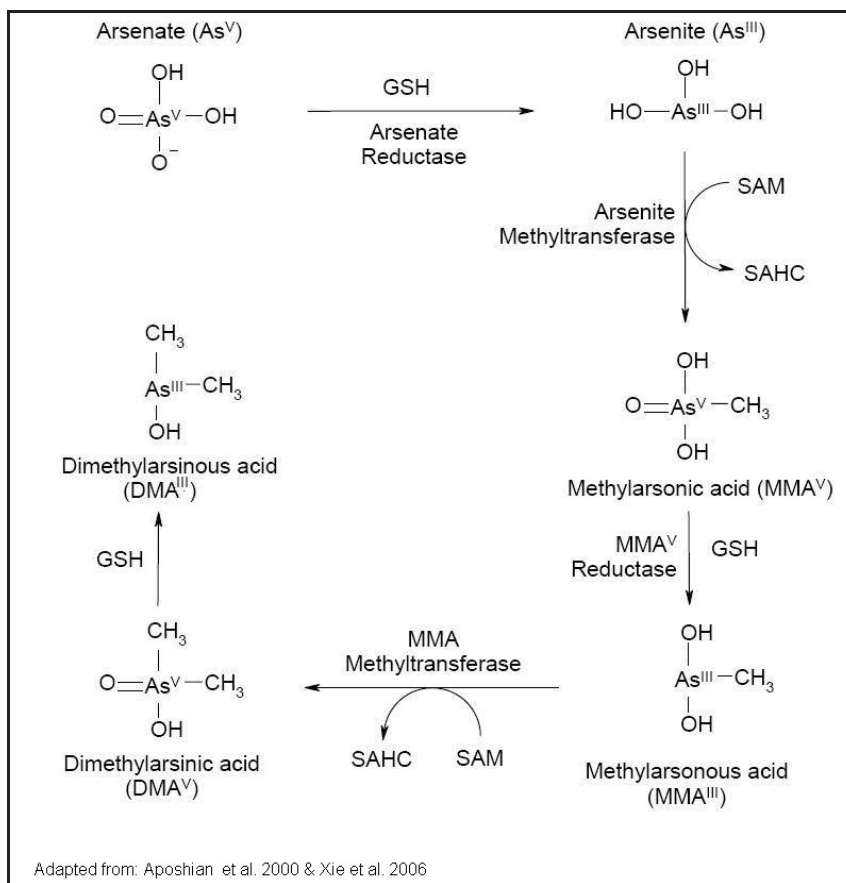 Arsenate (As^V)
OH
O=As^V-OH
O^-
GSH
Arsenate
Reductase
Arsenite (As^III)
OH
HO-As^III-OH
Arsenite
Methyltransferase
SAM
SAHC
OH
O=As^V-CH3
OH
Methylarsonic acid (MMA^V)
MMA^V
Reductase
GSH
OH
As^III-CH3
OH
Methylarsonous acid
(MMA^III)
MMA
Methyltransferase
SAHC SAM
CH3
O=As^V-CH3
OH
Dimethylarsinic acid
(DMA^V)
GSH
CH3
As^III-CH3
OH
Dimethylarsinous acid
(DMA^III)
Adapted from: Aposhian et al. 2000 & Xie et al. 2006